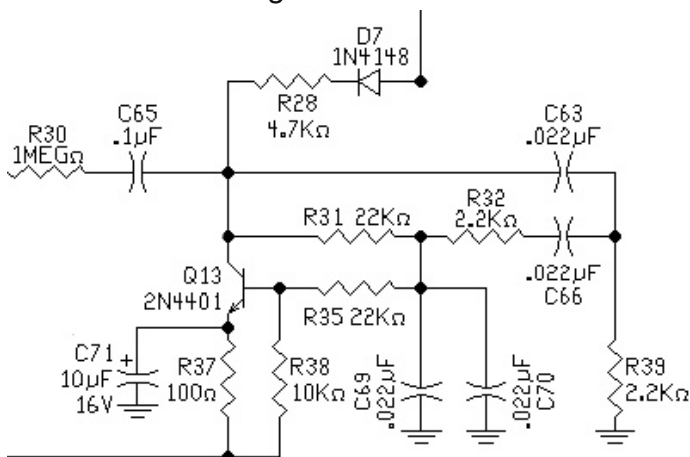 D7
1N4148
R28
4.7KΩ
C65
.1µF
C63
.022µF
R30
1MEGΩ
R32
2.2KΩ
R31 22KΩ
.022µF
C66
Q13
2N4401
R35 22KΩ
C71
+
10µF
16V
R37
100Ω
R38
10KΩ
C69
.022µF
.022µF
C70
R39
2.2KΩ